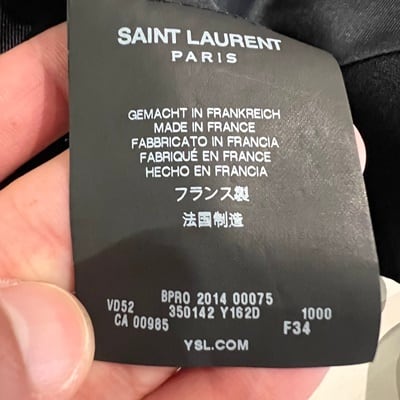 SAINT LAURENT
PARIS
GEMACHT IN FRANKREICH
MADE IN FRANCE
FABBRICATO IN FRANCIA
FABRIQUÉ EN FRANCE
HECHO EN FRANCIA
フランス製
法国制造
BPRO 2014 00075
VD52 350142 Y162D 1000
CA 00985 F34
YSL.COM